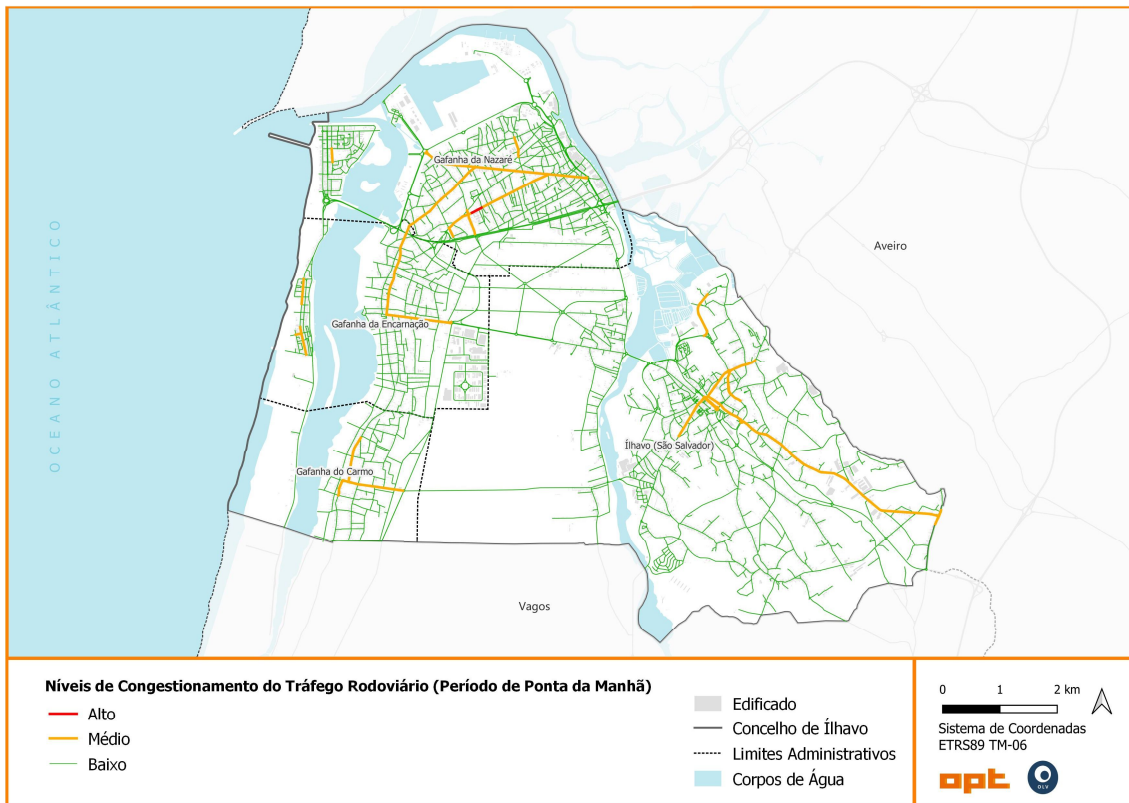 Gafanha da Nazaré
Aveiro
OCEANO ATLÂNTICO
Gafanha da Encarnação
Ílhavo (São Salvador)
Gafanha do Carmo
Vagos
Níveis de Congestionamento do Tráfego Rodoviário (Período de Ponta da Manhã)
Alto
Médio
Baixo
Edificado
Concelho de Ílhavo
Limites Administrativos
Corpos de Água
0 1 2 km
Sistema de Coordenadas
ETRS89 TM-06
opt
OLV